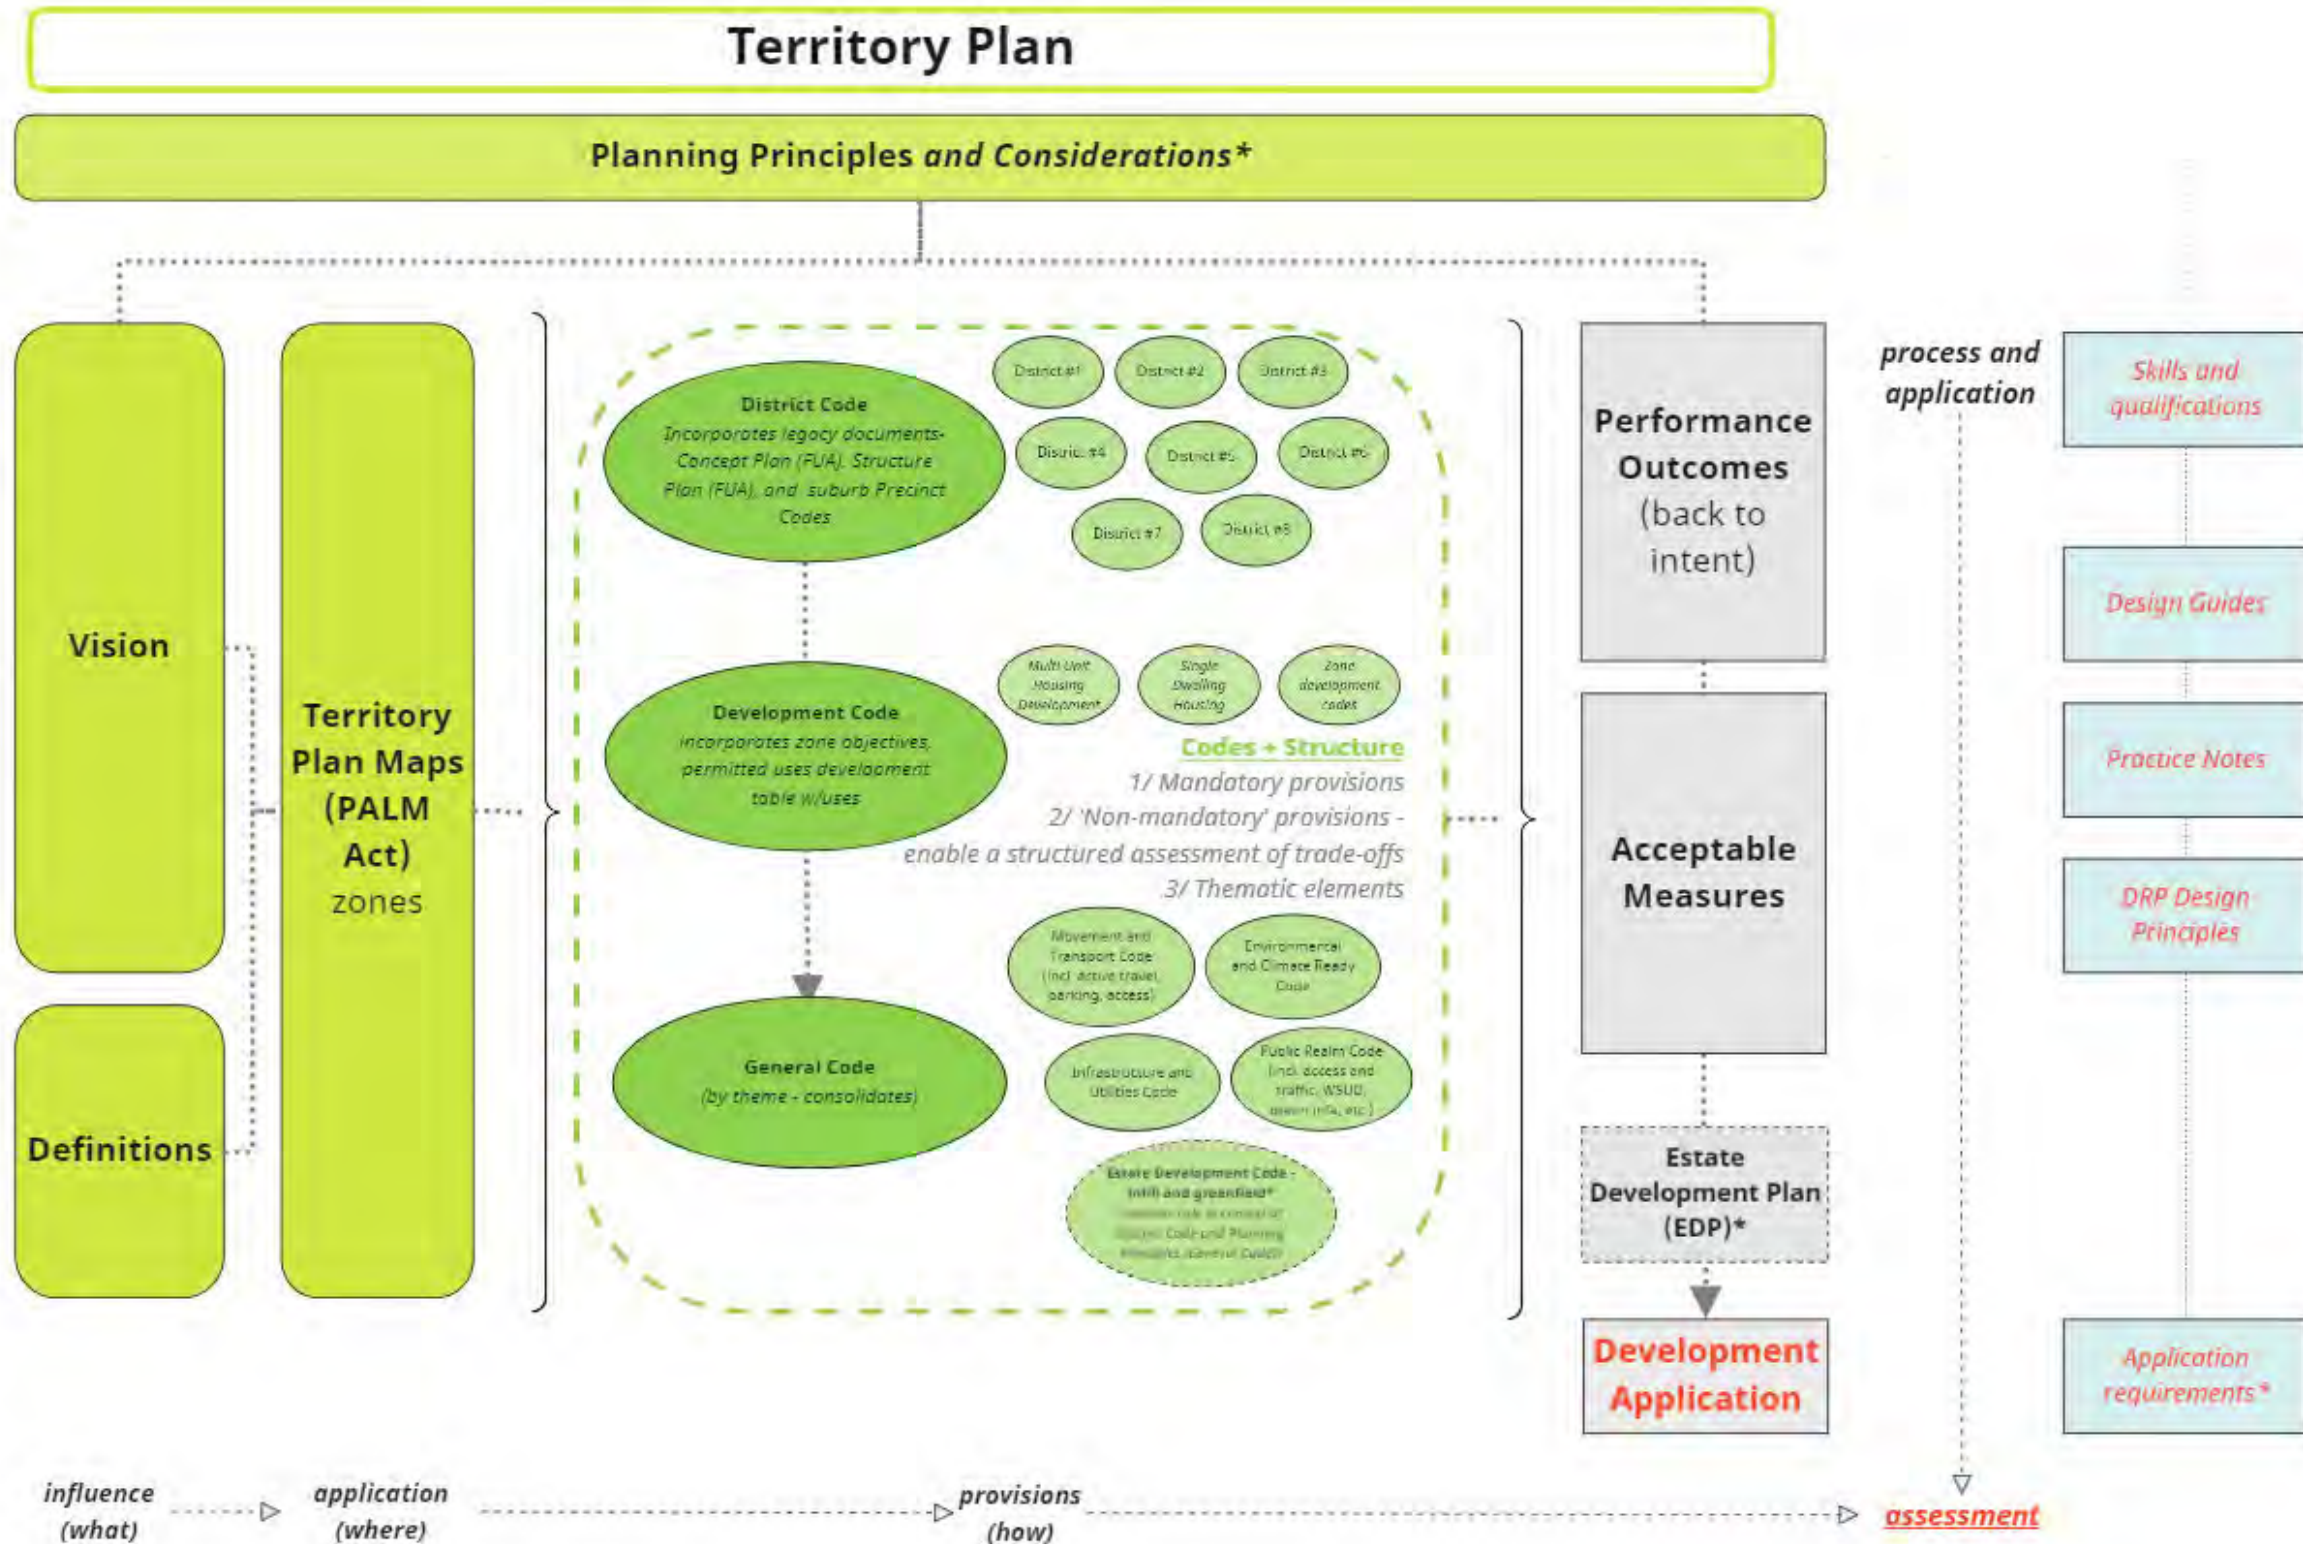 Territory Plan
Planning Principles and Considerations*
Vision
Definitions
Territory
Plan Maps
(PALM
Act)
zones
District Code
Incorporates legacy documents-
Concept Plan (FUA), Structure
Plan (FUA), and suburb Precinct
Codes
District #1
District #2
District #3
District #4
District #5
District #6
District #7
District #8
Development Code
incorporates zone objectives,
permitted uses development
table w/uses
Multi-Unit
Housing
Development
Single
Dwelling
Housing
Zone
development
codes
Codes + Structure
1/ Mandatory provisions
2/ 'Non-mandatory' provisions -
enable a structured assessment of trade-offs
3/ Thematic elements
General Code
(by theme - consolidates)
Movement and
Transport Code
(incl. active travel,
parking, access)
Environmental
and Climate Ready
Code
Infrastructure and
Utilities Code
Public Realm Code
(incl. access and
traffic, WSUD,
etc.)
Estate Development Code -
infill and greenfield*
Code and Planning
Performance
Outcomes
(back to
intent)
Acceptable
Measures
Estate
Development Plan
(EDP)*
Development
Application
process and
application
Skills and
qualifications
Design Guides
Practice Notes
DRP Design
Principles
Application
requirements*
influence
(what)
application
(where)
provisions
(how)
assessment